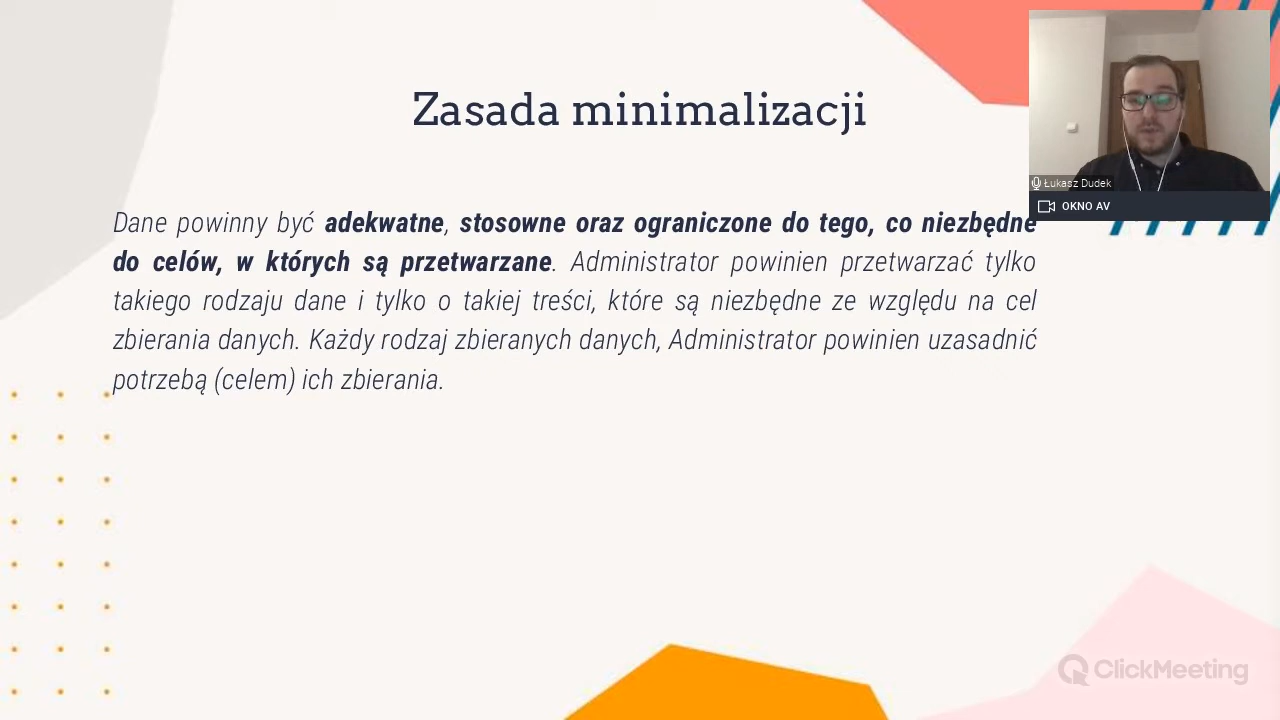 Zasada minimalizacji
Dane powinny być adekwatne, stosowne oraz ograniczone do tego, co niezbędne
do celów, w których są przetwarzane. Administrator powinien przetwarzać tylko
takiego rodzaju dane i tylko o takiej treści, które są niezbędne ze względu na cel
zbierania danych. Każdy rodzaj zbieranych danych, Administrator powinien uzasadnić
potrzebą (celem) ich zbierania.
Łukasz Dudek
OKNO AV
ClickMeeting